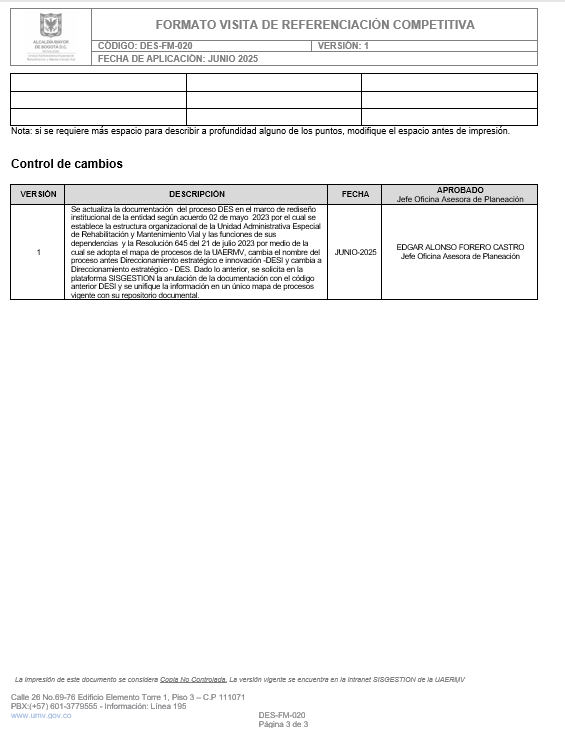 ALCALDÍA MAYOR
DE BOGOTÁ D.C.
FORMATO VISITA DE REFERENCIACIÓN COMPETITIVA
CÓDIGO: DES-FM-020
VERSIÓN: 1
FECHA DE APLICACIÓN: JUNIO 2025
Nota: si se requiere más espacio para describir a profundidad alguno de los puntos, modifique el espacio antes de impresión.
Control de cambios
VERSIÓN
DESCRIPCIÓN
FECHA
APROBADO
Jefe Oficina Asesora de Planeación
1
Se actualiza la documentación del proceso DES en el marco de rediseño
institucional de la entidad según acuerdo 02 de mayo 2023 por el cual se
establece la estructura organizacional de la Unidad Administrativa Especial
de Rehabilitación y Mantenimiento Vial y las funciones de sus
dependencias y la Resolución 645 del 21 de julio 2023 por medio de la
cual se adopta el mapa de procesos de la UAERMV, cambia el nombre del
proceso antes Direccionamiento estratégico e innovación -DESI y cambia a
Direccionamiento estratégico - DES. Dado lo anterior, se solicita en la
plataforma SISGESTION la anulación de la documentación con el código
anterior DESI y se unifique la información en un único mapa de procesos
vigente con su repositorio documental.
JUNIO-2025
EDGAR ALONSO FORERO CASTRO
Jefe Oficina Asesora de Planeación
La impresión de este documento se considera Copia No Controlada. La versión vigente se encuentra en la intranet SISGESTION de la UAERMV
Calle 26 No.69-76 Edificio Elemento Torre 1, Piso 3 – C.P 111071
PBX:(+57) 601-3779555 - Información: Línea 195
www.umv.gov.co
DES-FM-020
Página 3 de 3